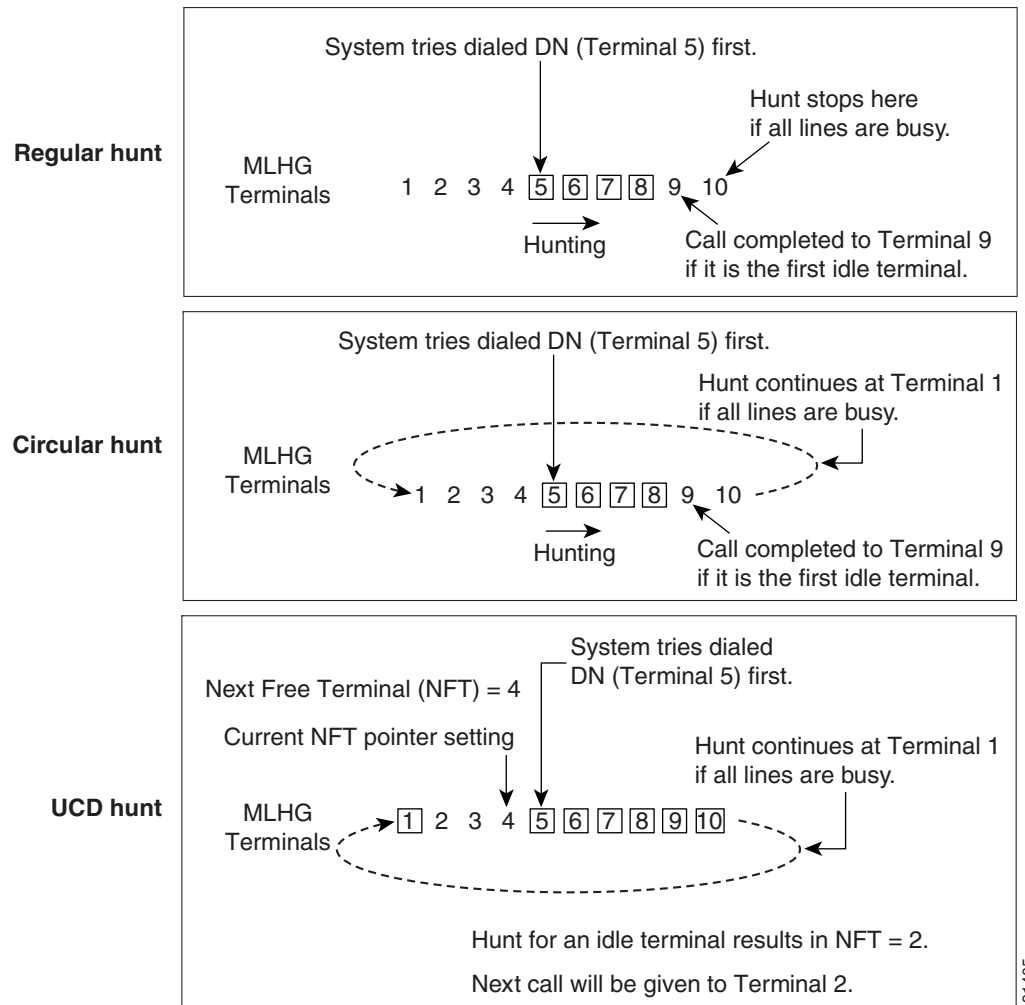 System tries dialed DN (Terminal 5) first.
Hunt stops here
if all lines are busy.
Regular hunt
MLHG
Terminals
1 2 3 4 5 6 7 8 9 10
Hunting
Call completed to Terminal 9
if it is the first idle terminal.
System tries dialed DN (Terminal 5) first.
Hunt continues at Terminal 1
if all lines are busy.
Circular hunt
MLHG
Terminals
1 2 3 4 5 6 7 8 9 10
Hunting
Call completed to Terminal 9
if it is the first idle terminal.
System tries dialed
DN (Terminal 5) first.
Next Free Terminal (NFT) = 4
Current NFT pointer setting
Hunt continues at Terminal 1
if all lines are busy.
UCD hunt
MLHG
Terminals
1 2 3 4 5 6 7 8 9 10
Hunt for an idle terminal results in NFT = 2.
Next call will be given to Terminal 2.